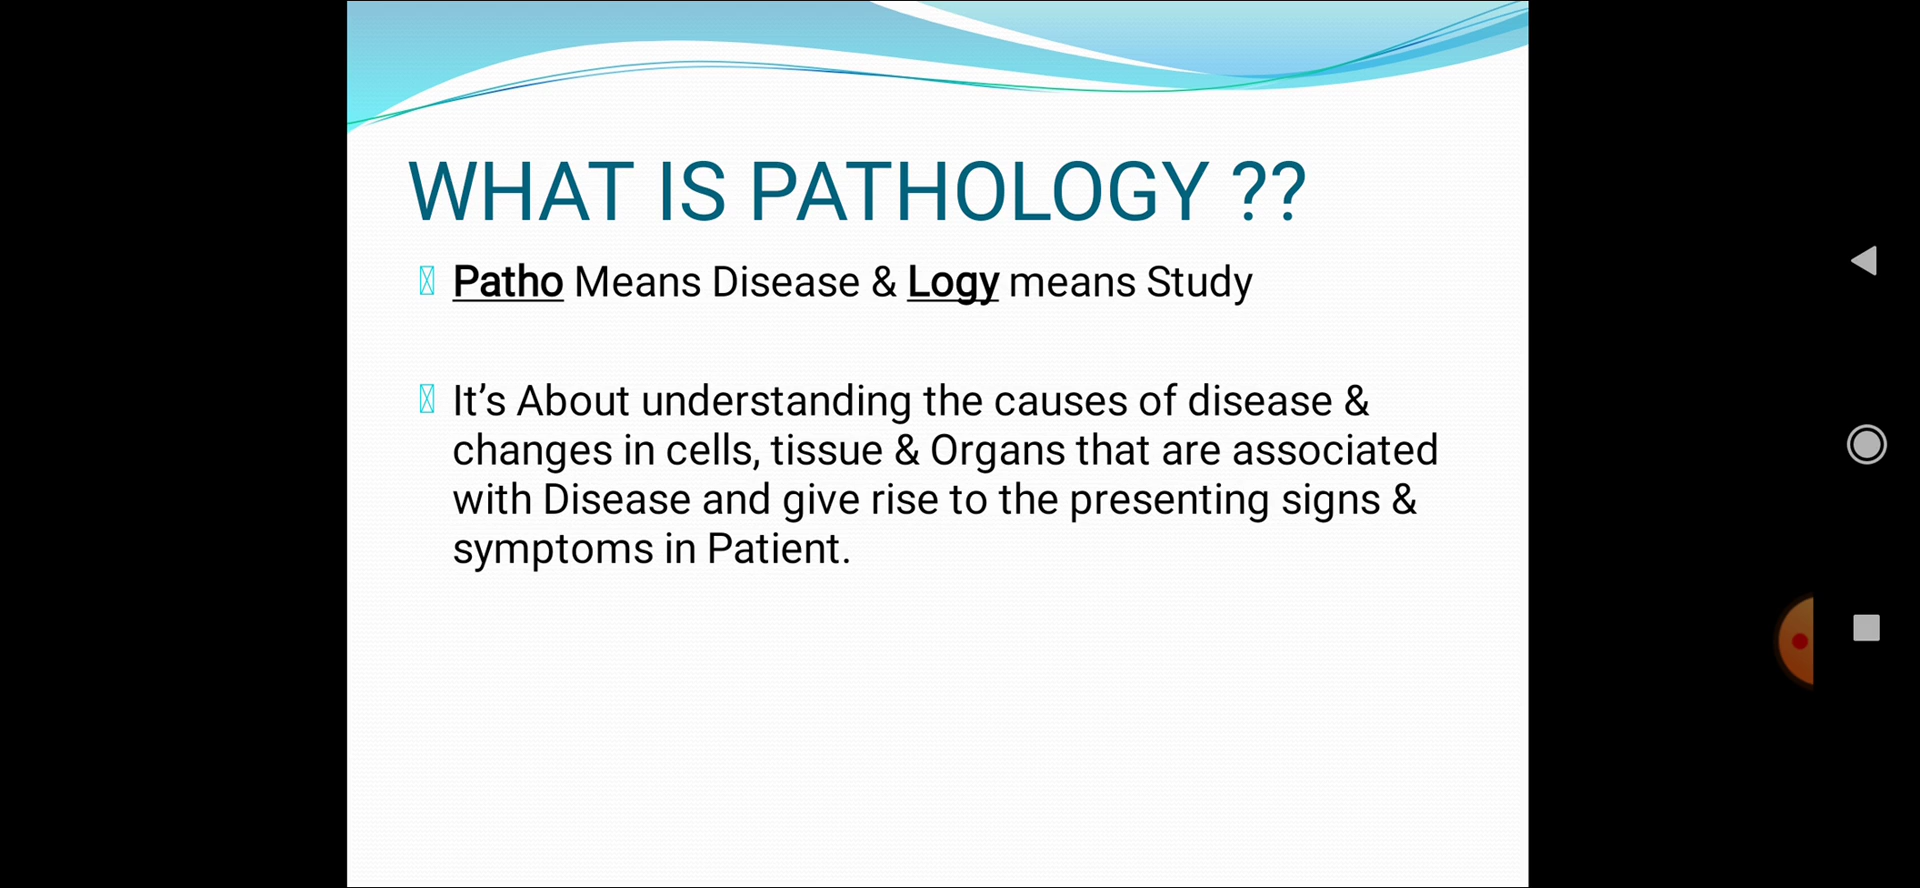 WHAT IS PATHOLOGY ??
Patho Means Disease & Logy means Study
It’s About understanding the causes of disease &
changes in cells, tissue & Organs that are associated
with Disease and give rise to the presenting signs &
symptoms in Patient.